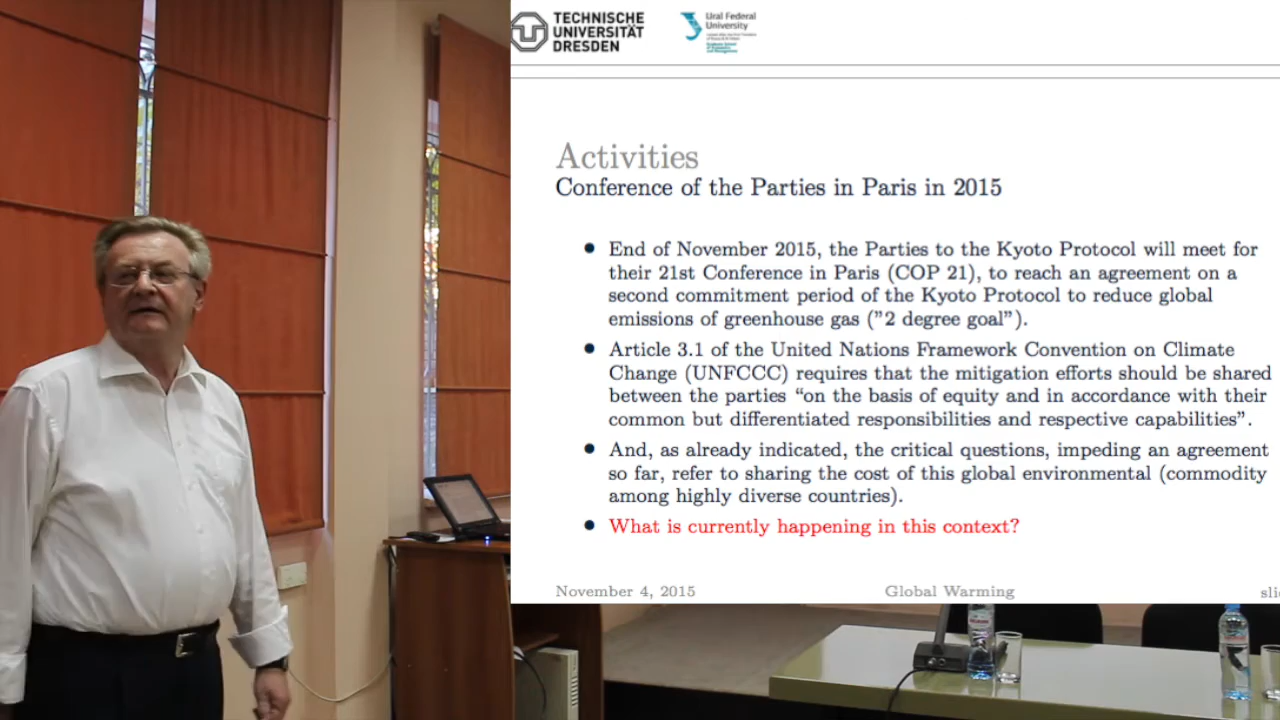 TECHNISCHE
UNIVERSITÄT
DRESDEN
Ural Federal
University
Activities
Conference of the Parties in Paris in 2015
End of November 2015, the Parties to the Kyoto Protocol will meet for
their 21st Conference in Paris (COP 21), to reach an agreement on a
second commitment period of the Kyoto Protocol to reduce global
emissions of greenhouse gas ("2 degree goal").
Article 3.1 of the United Nations Framework Convention on Climate
Change (UNFCCC) requires that the mitigation efforts should be shared
between the parties “on the basis of equity and in accordance with their
common but differentiated responsibilities and respective capabilities”.
And, as already indicated, the critical questions, impeding an agreement
so far, refer to sharing the cost of this global environmental (commodity
among highly diverse countries).
What is currently happening in this context?
November 4, 2015 Global Warming